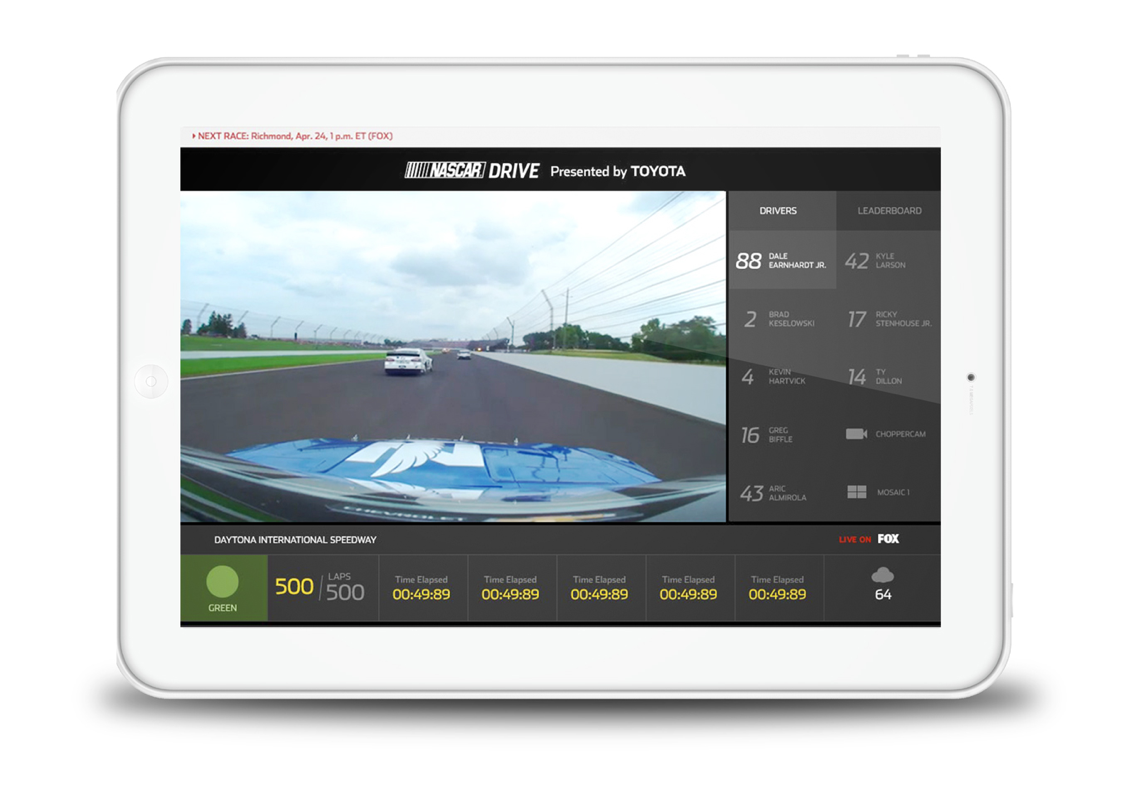 NEXT RACE: Richmond, Apr. 24, 1 p.m. ET (FOX)
NASCAR DRIVE Presented by TOYOTA
DRIVERS
LEADERBOARD
88 DALE
EARNHARDT JR.
42 KYLE
LARSON
2 BRAD
KESELOWSKI
17 RICKY
STENHOUSE JR.
4 KEVIN
HARTVICK
14 TY
DILLON
16 GREG
BIFFLE
CHOPPERCAM
43 ARIC
ALMIROLA
MOSAIC 1
CHEVROLET
DAYTONA INTERNATIONAL SPEEDWAY
LIVE ON FOX
GREEN
500 / LAPS
500
Time Elapsed
00:49:89
Time Elapsed
00:49:89
Time Elapsed
00:49:89
Time Elapsed
00:49:89
Time Elapsed
00:49:89
64